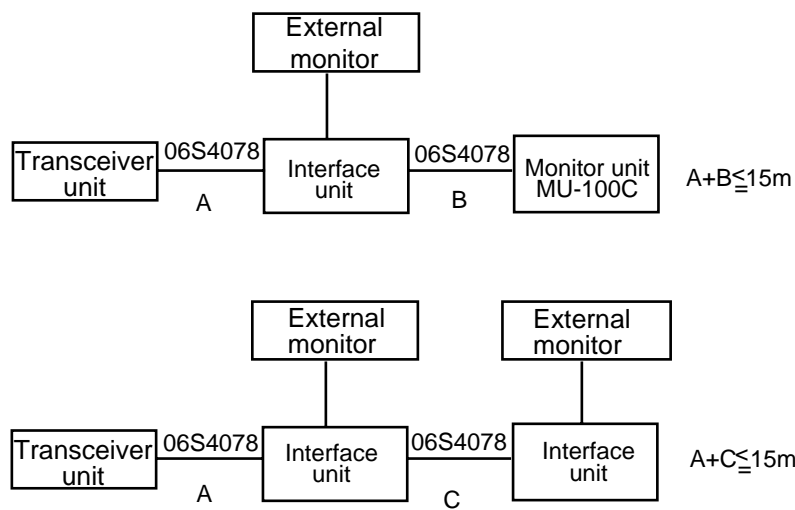 External
monitor
Transceiver
unit
06S4078
A
Interface
unit
06S4078
B
Monitor unit
MU-100C
A+B≦15m
External
monitor
External
monitor
Transceiver
unit
06S4078
A
Interface
unit
06S4078
C
Interface
unit
A+C≦15m